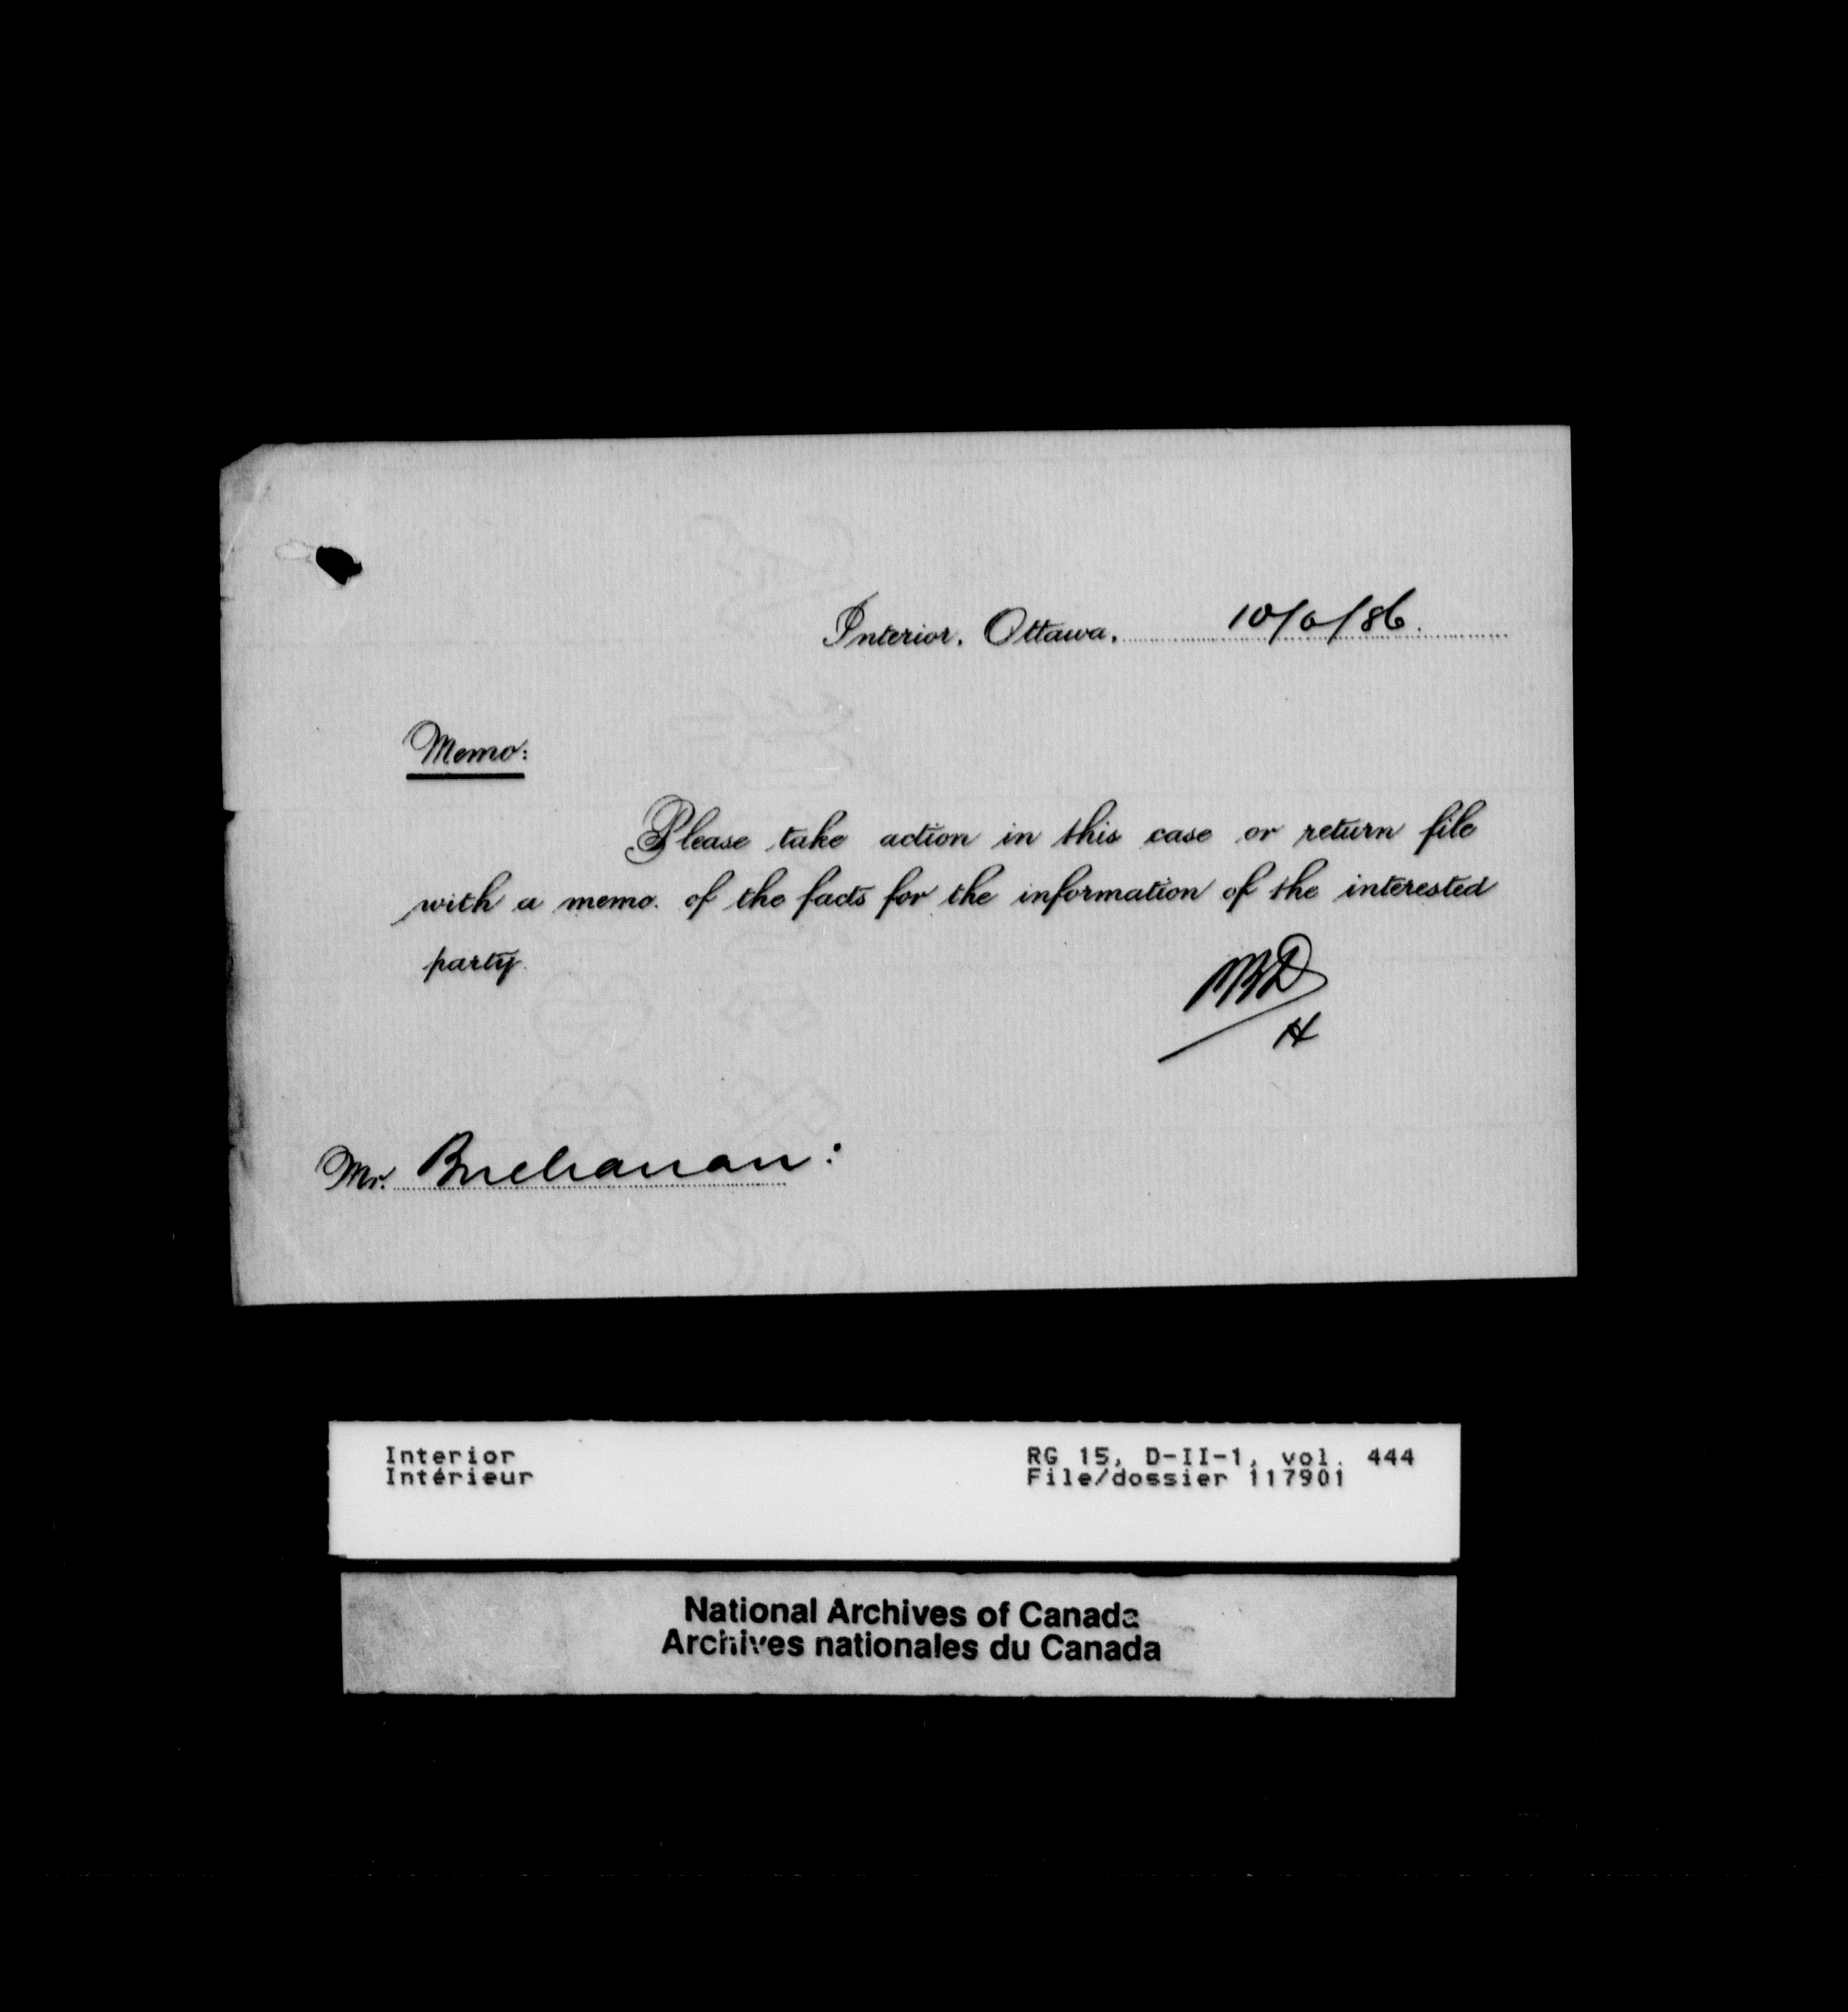 Interior. Ottawa. 10/6/86.
Memo:
Please take action in this case or return file
with a memo. of the facts for the information of the interested
party.
H
Mr. Buchanan:
Interior
Intérieur
RG 15, D-II-1, vol. 444
File/dossier 117901
National Archives of Canada
Archives nationales du Canada